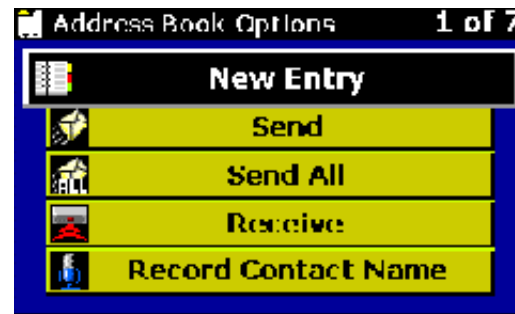 Address Book Options 1 of 7
New Entry
Send
Send All
Receive
Record Contact Name